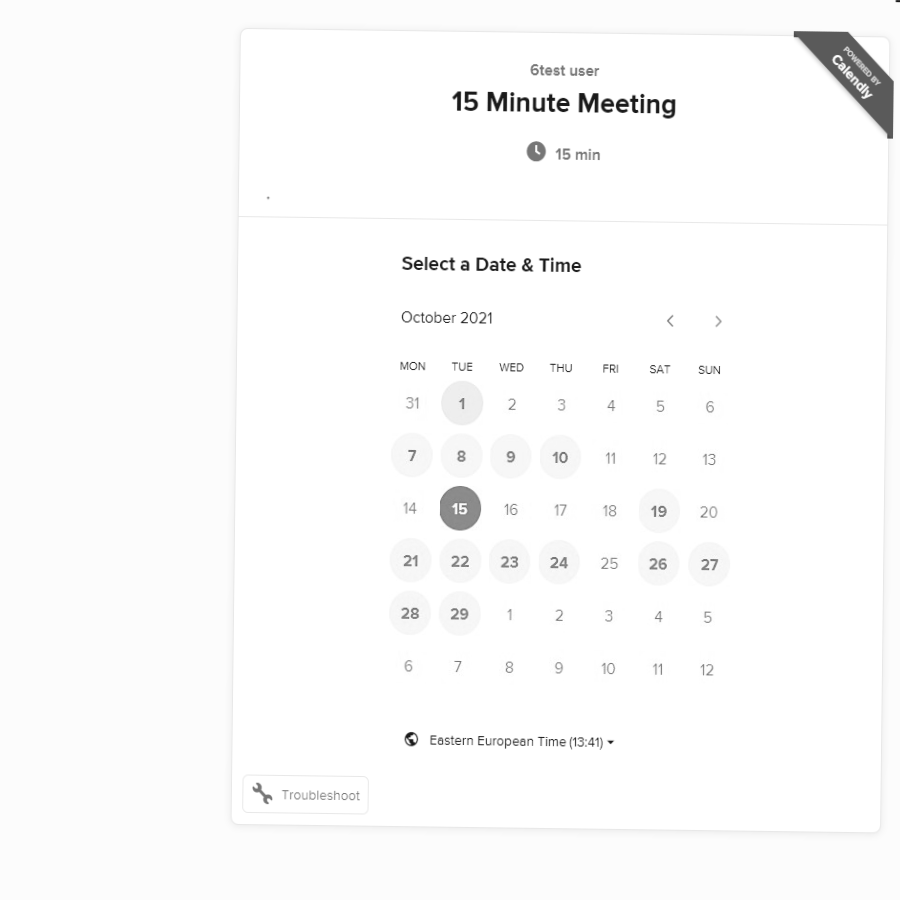 POWERED BY
Calendly
6test user
15 Minute Meeting
15 min
Select a Date & Time
October 2021
MON TUE WED THU FRI SAT SUN
31 1 2 3 4 5 6
7 8 9 10 11 12 13
14 15 16 17 18 19 20
21 22 23 24 25 26 27
28 29 1 2 3 4 5
6 7 8 9 10 11 12
Eastern European Time (13:41)
Troubleshoot